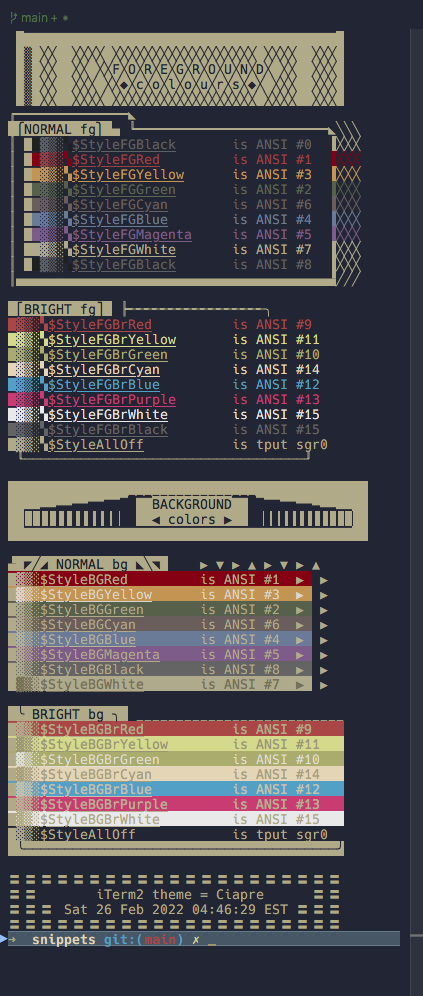 main + •
FOREGROUND
◆colours◆
NORMAL fg
$StyleFGBlack is ANSI #0
$StyleFGRed is ANSI #1
$StyleFGYellow is ANSI #3
$StyleFGGreen is ANSI #2
$StyleFGCyan is ANSI #6
$StyleFGBlue is ANSI #4
$StyleFGMagenta is ANSI #5
$StyleFGWhite is ANSI #7
$StyleFGBlack is ANSI #8
BRIGHT fg
$StyleFGBrRed is ANSI #9
$StyleFGBrYellow is ANSI #11
$StyleFGBrGreen is ANSI #10
$StyleFGBrCyan is ANSI #14
$StyleFGBrBlue is ANSI #12
$StyleFGBrPurple is ANSI #13
$StyleFGBrWhite is ANSI #15
$StyleFGBrBlack is ANSI #15
$StyleAllOff is tput sgr0
BACKGROUND
◀ colors ▶
NORMAL bg ▶ ▼ ▶ ▲ ▶ ▼ ▶ ▲
$StyleBGRed is ANSI #1 ▶ ▶
$StyleBGYellow is ANSI #3 ▶ ▶
$StyleBGGreen is ANSI #2 ▶ ▶
$StyleBGCyan is ANSI #6 ▶ ▶
$StyleBGBlue is ANSI #4 ▶ ▶
$StyleBGMagenta is ANSI #5 ▶ ▶
$StyleBGBlack is ANSI #8 ▶ ▶
$StyleBGWhite is ANSI #7 ▶ ▶
BRIGHT bg
$StyleBGBrRed is ANSI #9
$StyleBGBrYellow is ANSI #11
$StyleBGBrGreen is ANSI #10
$StyleBGBrCyan is ANSI #14
$StyleBGBrBlue is ANSI #12
$StyleBGBrPurple is ANSI #13
$StyleBGBrWhite is ANSI #15
$StyleAllOff is tput sgr0
iTerm2 theme = Ciapre
Sat 26 Feb 2022 04:46:29 EST
➜ snippets git:(main) ✗ _